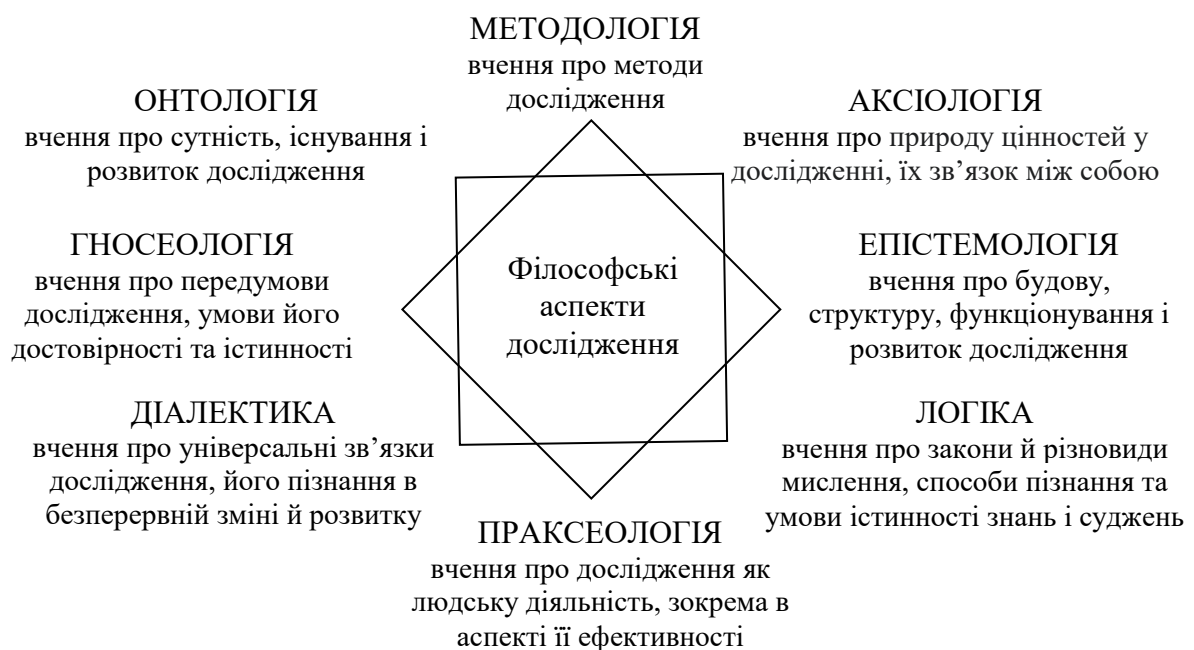 МЕТОДОЛОГІЯ
вчення про методи
дослідження
ОНТОЛОГІЯ
вчення про сутність, існування і
розвиток дослідження
АКСІОЛОГІЯ
вчення про природу цінностей у
дослідженні, їх зв’язок між собою
ГНОСЕОЛОГІЯ
вчення про передумови
дослідження, умови його
достовірності та істинності
Філософські
аспекти
дослідження
ЕПІСТЕМОЛОГІЯ
вчення про будову,
структуру, функціонування і
розвиток дослідження
ДІАЛЕКТИКА
вчення про універсальні зв’язки
дослідження, його пізнання в
безперервній зміні й розвитку
ЛОГІКА
вчення про закони й різновиди
мислення, способи пізнання та
умови істинності знань і суджень
ПРАКСЕОЛОГІЯ
вчення про дослідження як
людську діяльність, зокрема в
аспекті її ефективності